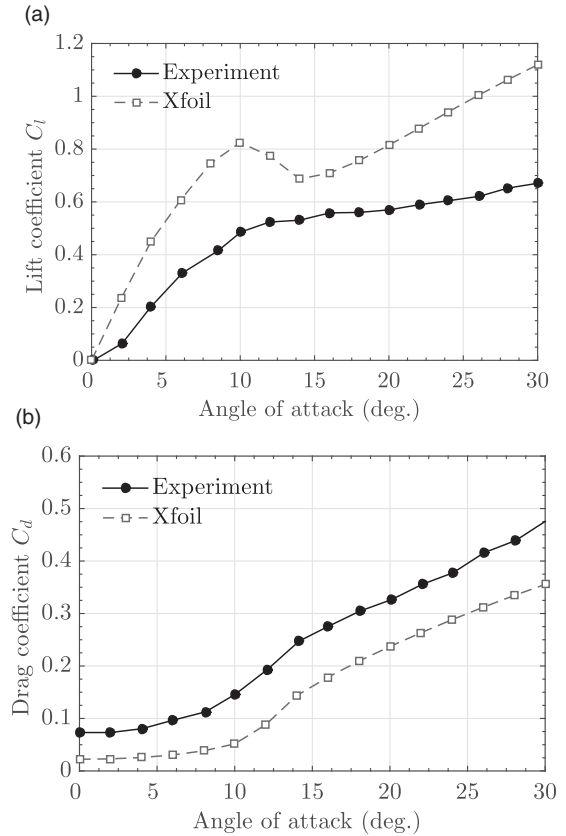 (a)
1.2
1
0.8
0.6
0.4
0.2
0
Lift coefficient C_l
Experiment
Xfoil
0 5 10 15 20 25 30
Angle of attack (deg.)
(b)
0.6
0.5
0.4
0.3
0.2
0.1
0
Drag coefficient C_d
Experiment
Xfoil
0 5 10 15 20 25 30
Angle of attack (deg.)